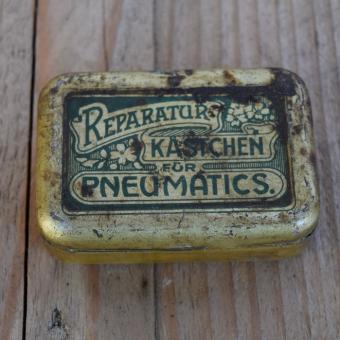 REPARATUR-
KÄSTCHEN
FÜR
PNEUMATICS.